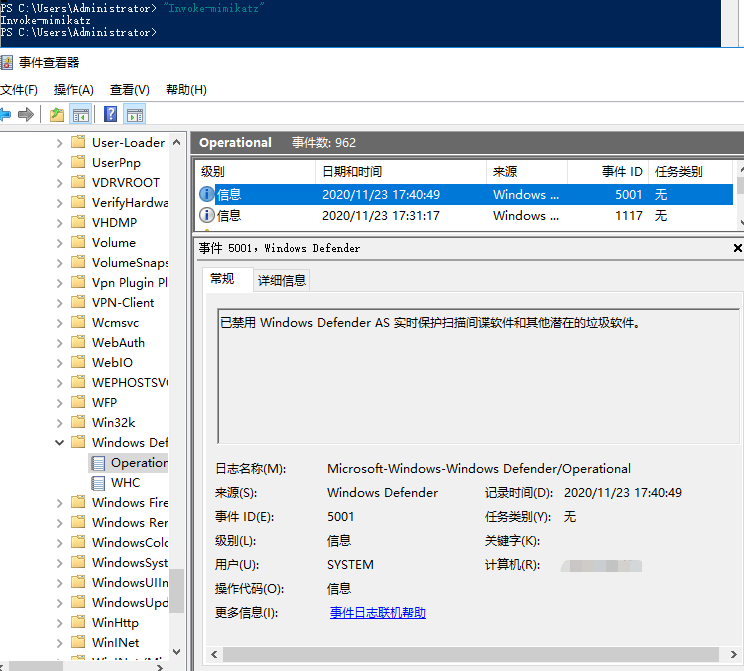 PS C:\Users\Administrator> "Invoke-mimikatz"
Invoke-mimikatz
PS C:\Users\Administrator>
事件查看器
文件(F) 操作(A) 查看(V) 帮助(H)
User-Loader
UserPnp
VDRVROOT
VerifyHardwa
VHDMP
Volume
VolumeSnaps
Vpn Plugin Pl
VPN-Client
Wcmsvc
WebAuth
WebIO
WEPHOSTSV
WFP
Win32k
Windows Def
Operation
WHC
Windows Fire
Windows Rer
WindowsColo
WindowsSyst
WindowsUIIn
WindowsUpd
WinHttp
WinINet
Operational 事件数: 962
级别 日期和时间 来源 事件 ID 任务类别
信息 2020/11/23 17:40:49 Windows ... 5001 无
信息 2020/11/23 17:31:17 Windows ... 1117 无
事件 5001，Windows Defender
常规 详细信息
已禁用 Windows Defender AS 实时保护扫描间谍软件和其他潜在的垃圾软件。
日志名称(M): Microsoft-Windows-Windows Defender/Operational
来源(S): Windows Defender 记录时间(D): 2020/11/23 17:40:49
事件 ID(E): 5001 任务类别(Y): 无
级别(L): 信息 关键字(K):
用户(U): SYSTEM 计算机(R):
操作代码(O): 信息
更多信息(I): 事件日志联机帮助